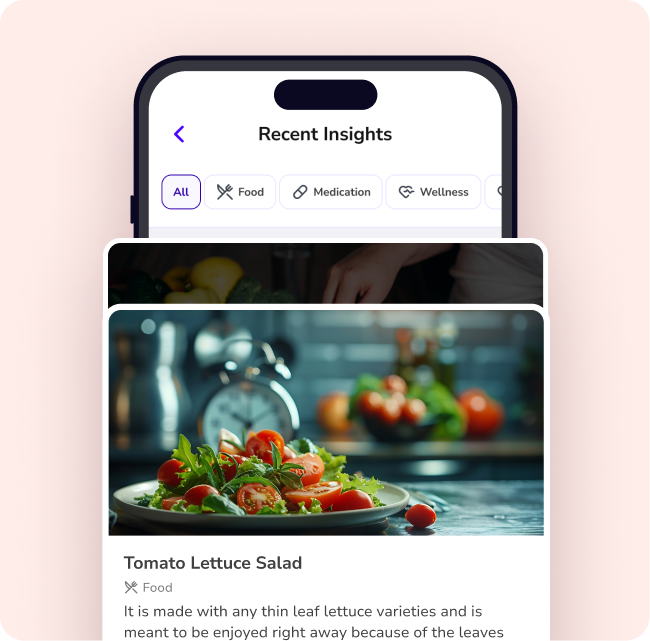 Recent Insights
All Food Medication Wellness
Tomato Lettuce Salad
Food
It is made with any thin leaf lettuce varieties and is
meant to be enjoyed right away because of the leaves